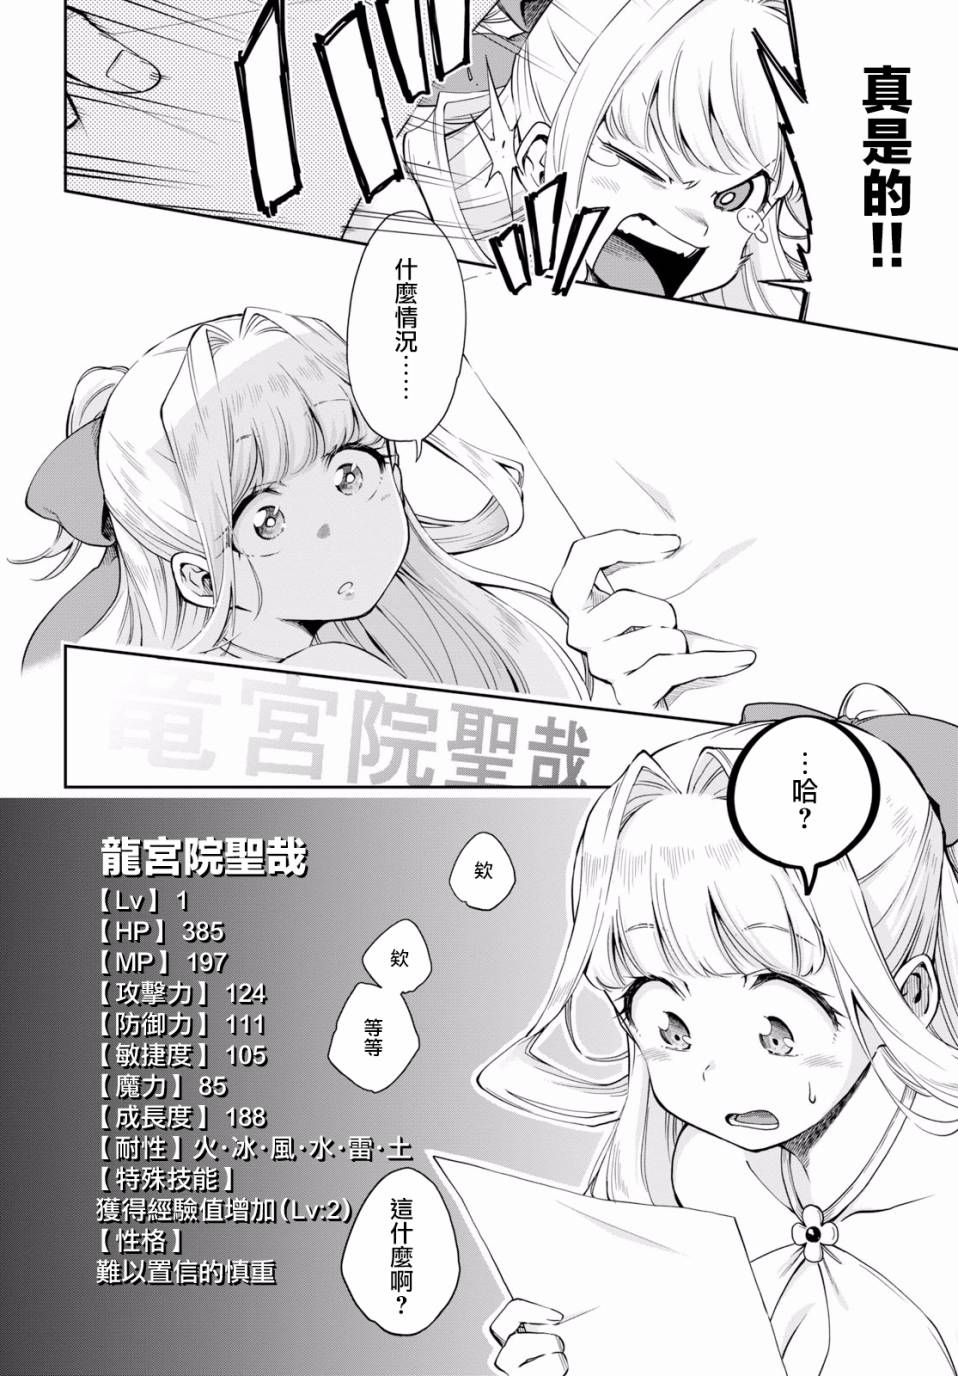 真是的!!
什麼情況……
竜宮院聖哉
…哈?
龍宮院聖哉
【Lv】 1
【HP】 385
【MP】 197
【攻擊力】 124
【防御力】 111
【敏捷度】 105
【魔力】 85
【成長度】 188
【耐性】火·冰·風·水·雷·土
【特殊技能】
獲得經驗值增加(Lv:2)
【性格】
難以置信的慎重
欸
欸
等等
這什麼啊?